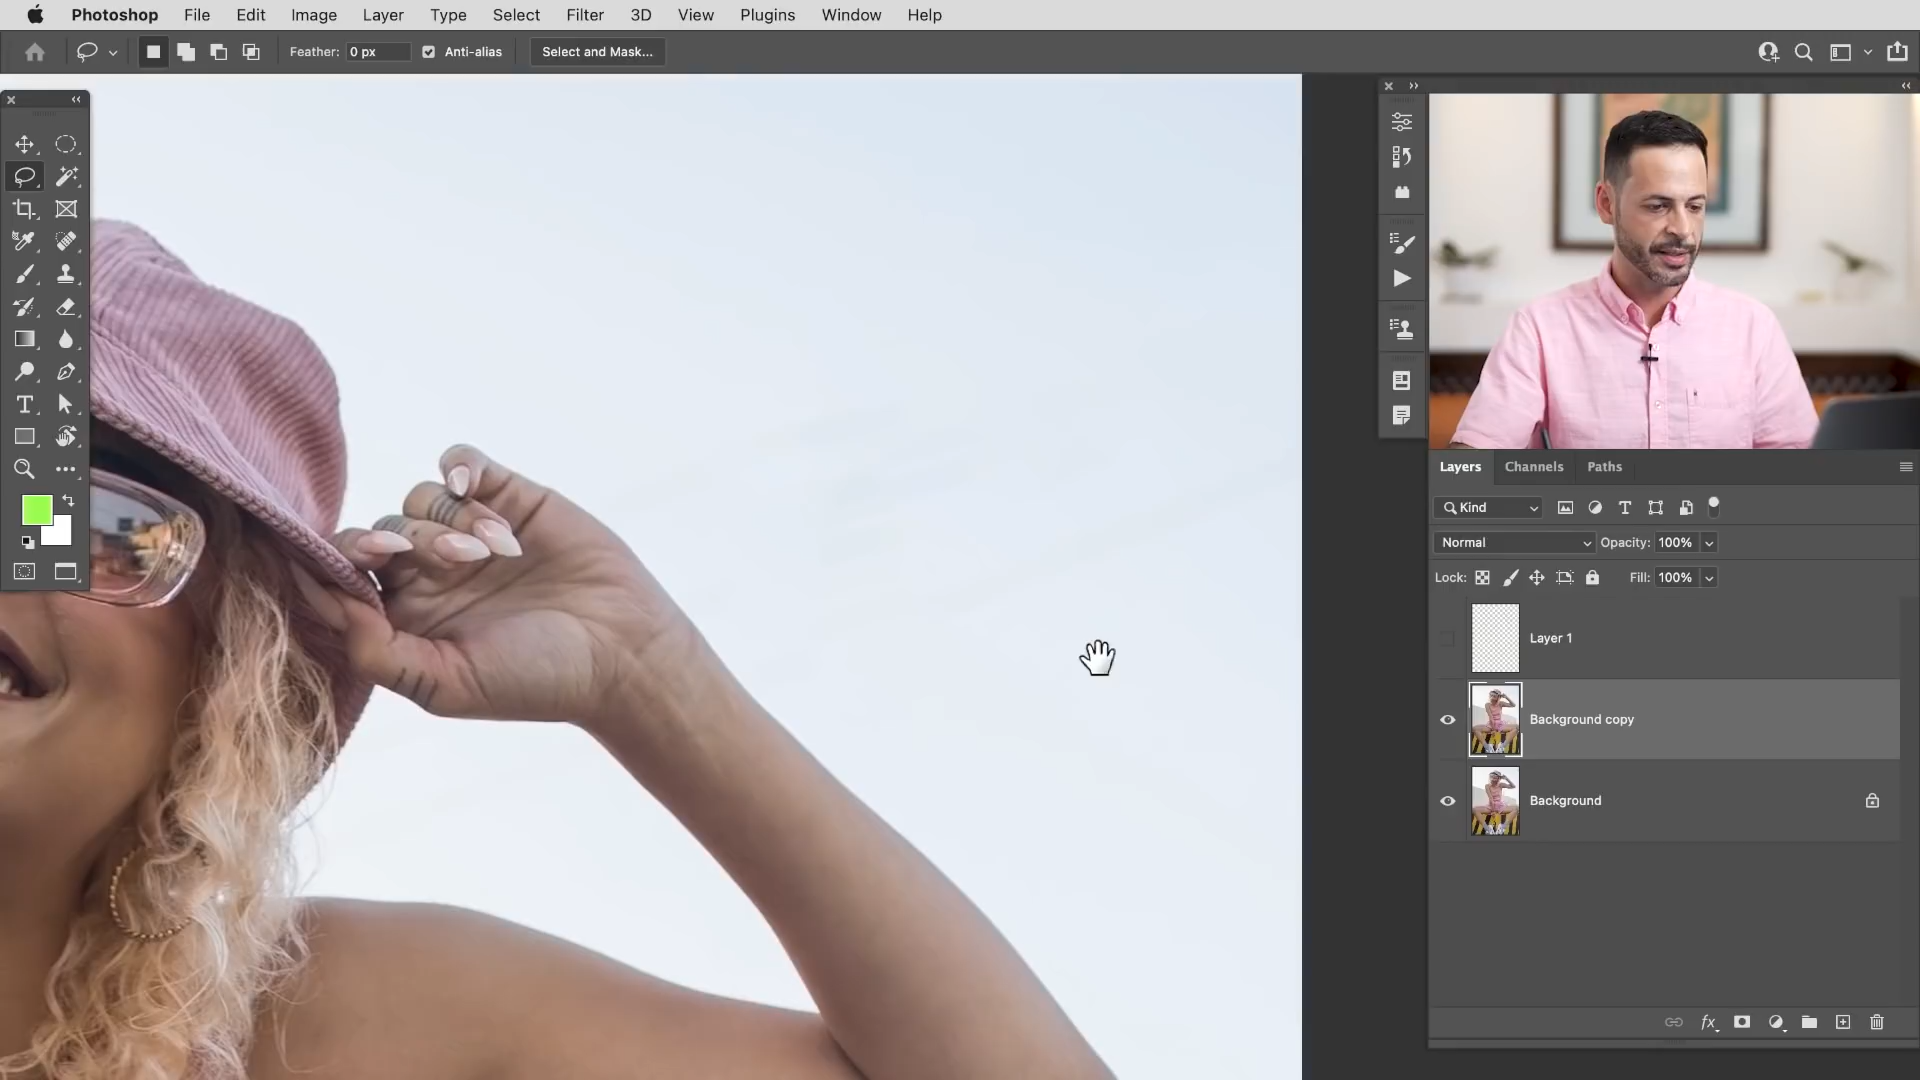 Photoshop File Edit Image Layer Type Select Filter 3D View Plugins Window Help
Feather: 0 px Anti-alias Select and Mask...
Layers Channels Paths
Kind
Normal Opacity: 100%
Lock: Fill: 100%
Layer 1
Background copy
Background